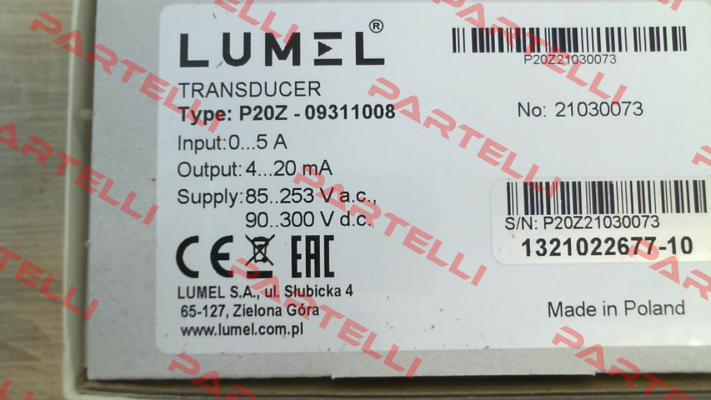 LUMEL®
P20Z21030073
TRANSDUCER
Type: P20Z - 09311008
No: 21030073
Input:0...5 A
Output:4...20 mA
Supply:85..253 V a.c.,
90..300 V d.c.
S/N: P20Z21030073
1321022677-10
CE EAC
LUMEL S.A., ul. Słubicka 4
65-127, Zielona Góra
www.lumel.com.pl
Made in Poland
PARTELLI
PARTELLI
PARTELLI
PARTELLI
PARTELLI
PARTELLI